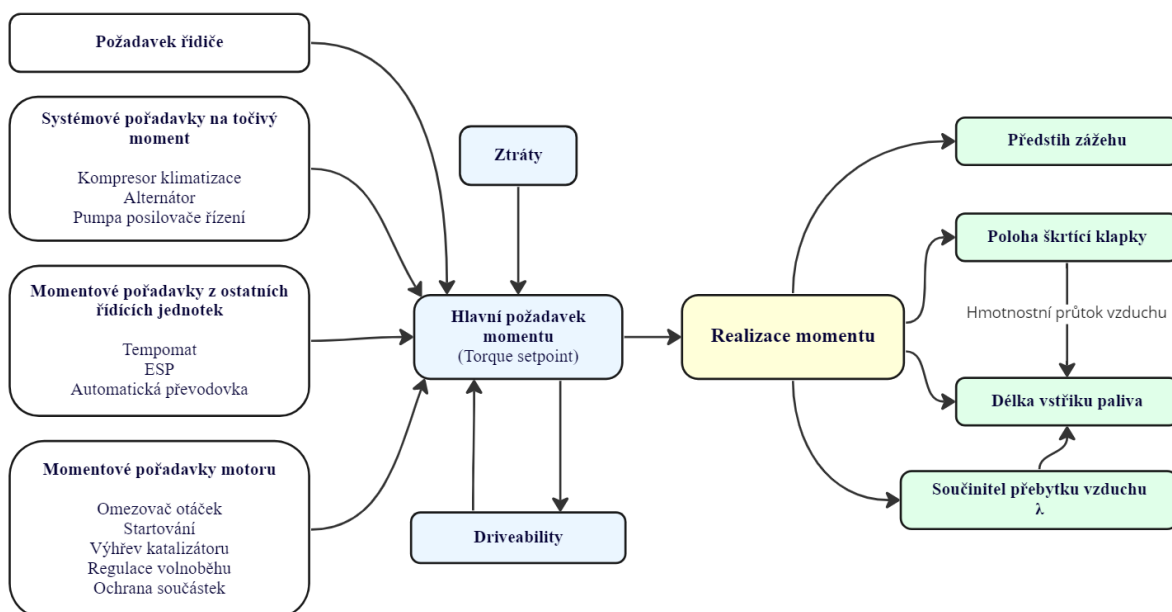 Požadavek řidiče
Systémové pořadavky na točivý
moment
Kompresor klimatizace
Alternátor
Pumpa posilovače řízení
Momentové pořadavky z ostatních
řídících jednotek
Tempomat
ESP
Automatická převodovka
Momentové pořadavky motoru
Omezovač otáček
Startování
Výhřev katalizátoru
Regulace volnoběhu
Ochrana součástek
Ztráty
Hlavní požadavek
momentu
(Torque setpoint)
Driveability
Realizace momentu
Předstih zážehu
Poloha škrtící klapky
Hmotnostní průtok vzduchu
Délka vstřiku paliva
Součinitel přebytku vzduchu
λ